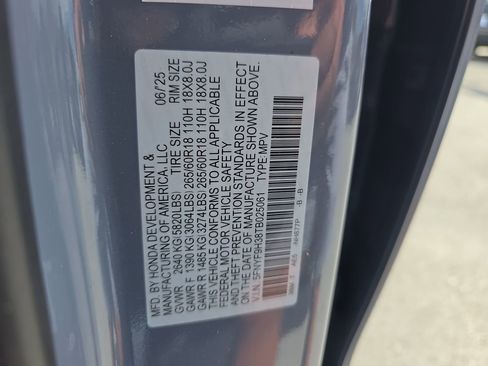 MFD. BY HONDA DEVELOPMENT & 06/'25
MANUFACTURING OF AMERICA, LLC
GVWR 2640 KG(5820LBS) TIRE SIZE RIM SIZE
GAWR F 1390 KG(3064LBS) 265/60R18 110H 18X8.0J
GAWR R 1485 KG(3274LBS) 265/60R18 110H 18X8.0J
THIS VEHICLE CONFORMS TO ALL APPLICABLE
FEDERAL MOTOR VEHICLE SAFETY
AND THEFT PREVENTION STANDARDS IN EFFECT
ON THE DATE OF MANUFACTURE SHOWN ABOVE.
V.I.N. 5FNYF9H38TB025061 TYPE:MPV